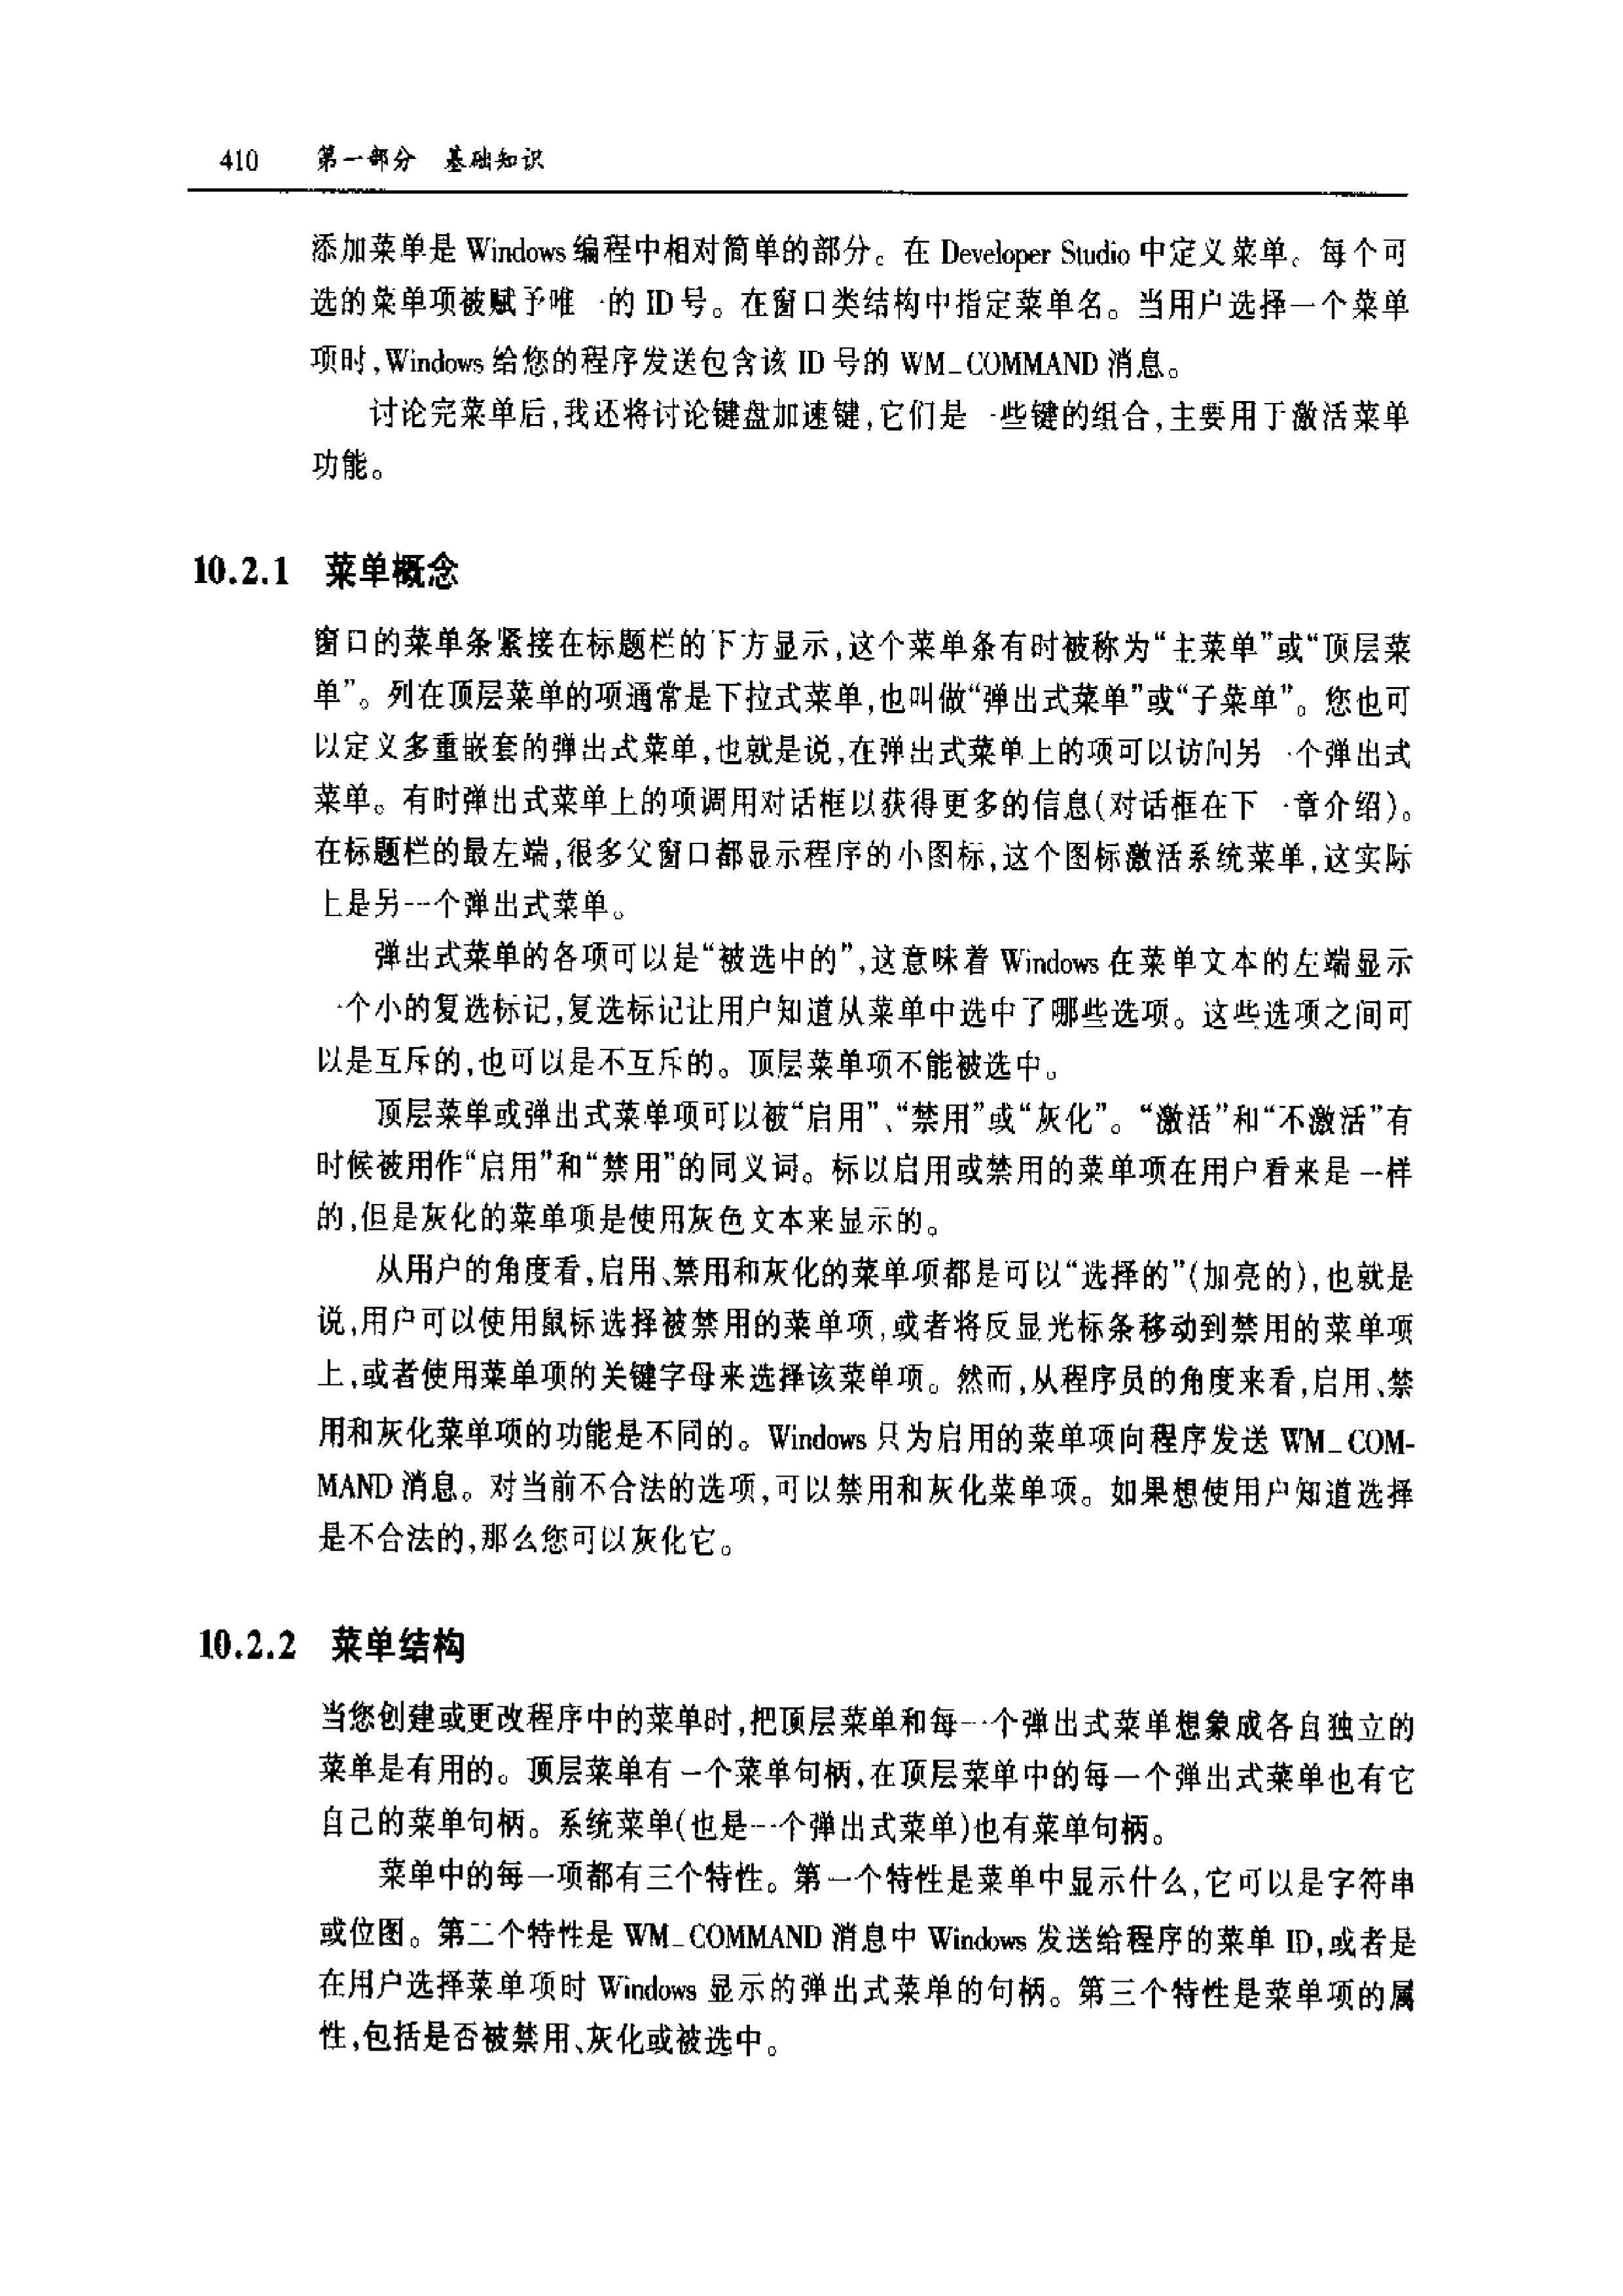 410 第一部分 基础知识
添加菜单是 Windows 编程中相对简单的部分。在 Developer Studio 中定义菜单。每个可
选的菜单项被赋予唯一的 ID 号。在窗口类结构中指定菜单名。当用户选择一个菜单
项时,Windows 给您的程序发送包含该 ID 号的 WM_COMMAND 消息。
讨论完菜单后,我还将讨论键盘加速键,它们是一些键的组合,主要用于激活菜单
功能。
10.2.1 菜单概念
窗口的菜单条紧接在标题栏的下方显示,这个菜单条有时被称为“主菜单”或“顶层菜
单”。列在顶层菜单的项通常是下拉式菜单,也叫做“弹出式菜单”或“子菜单”。您也可
以定义多重嵌套的弹出式菜单,也就是说,在弹出式菜单上的项可以访问另一个弹出式
菜单。有时弹出式菜单上的项调用对话框以获得更多的信息(对话框在下一章介绍)。
在标题栏的最左端,很多父窗口都显示程序的小图标,这个图标激活系统菜单,这实际
上是另一个弹出式菜单。
弹出式菜单的各项可以是“被选中的”,这意味着 Windows 在菜单文本的左端显示
一个小的复选标记,复选标记让用户知道从菜单中选中了哪些选项。这些选项之间可
以是互斥的,也可以是不互斥的。顶层菜单项不能被选中。
顶层菜单或弹出式菜单项可以被“启用”、“禁用”或“灰化”。“激活”和“不激活”有
时候被用作“启用”和“禁用”的同义词。标以启用或禁用的菜单项在用户看来是一样
的,但是灰化的菜单项是使用灰色文本来显示的。
从用户的角度看,启用、禁用和灰化的菜单项都是可以“选择的”(加亮的),也就是
说,用户可以使用鼠标选择被禁用的菜单项,或者将反显光标条移动到禁用的菜单项
上,或者使用菜单项的关键字母来选择该菜单项。然而,从程序员的角度来看,启用、禁
用和灰化菜单项的功能是不同的。Windows 只为启用的菜单项向程序发送 WM_COM-
MAND 消息。对当前不合法的选项,可以禁用和灰化菜单项。如果想使用户知道选择
是不合法的,那么您可以灰化它。
10.2.2 菜单结构
当您创建或更改程序中的菜单时,把顶层菜单和每一个弹出式菜单想象成各自独立的
菜单是有用的。顶层菜单有一个菜单句柄,在顶层菜单中的每一个弹出式菜单也有它
自己的菜单句柄。系统菜单(也是一个弹出式菜单)也有菜单句柄。
菜单中的每一项都有三个特性。第一个特性是菜单中显示什么,它可以是字符串
或位图。第二个特性是 WM_COMMAND 消息中 Windows 发送给程序的菜单 ID,或者是
在用户选择菜单项时 Windows 显示的弹出式菜单的句柄。第三个特性是菜单项的属
性,包括是否被禁用、灰化或被选中。